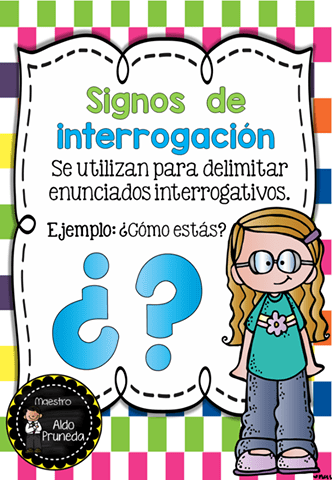 Signos de
interrogación
Se utilizan para delimitar
enunciados interrogativos.
Ejemplo: ¿Cómo estás?
¿?
Maestro
Aldo
Pruneda